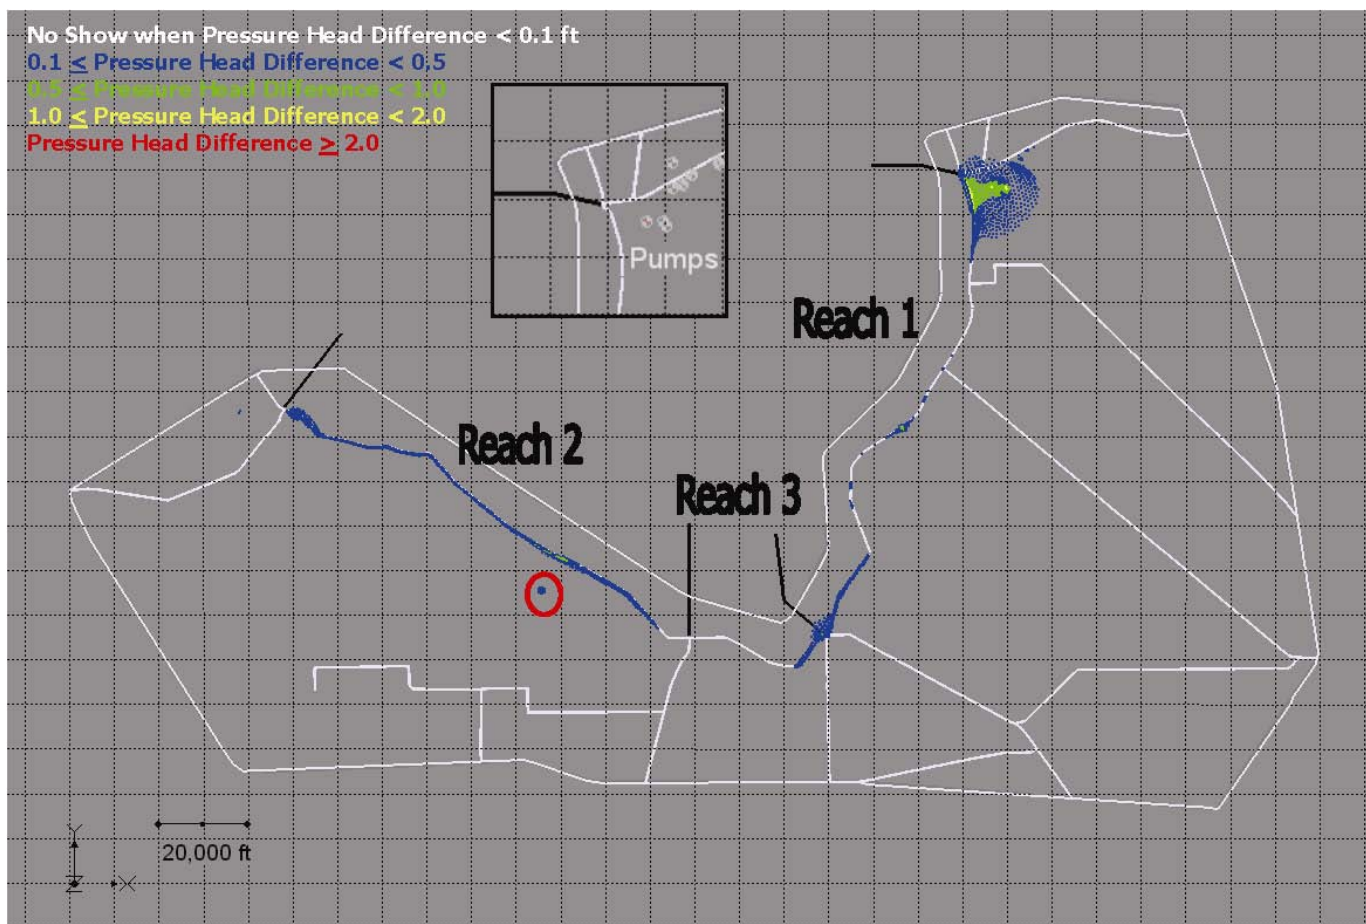 No Show when Pressure Head Difference < 0.1 ft
0.1 ≤ Pressure Head Difference < 0.5
0.5 ≤ Pressure Head Difference < 1.0
1.0 ≤ Pressure Head Difference < 2.0
Pressure Head Difference ≥ 2.0
Pumps
Reach 1
Reach 2
Reach 3
Y
20,000 ft
Z
X